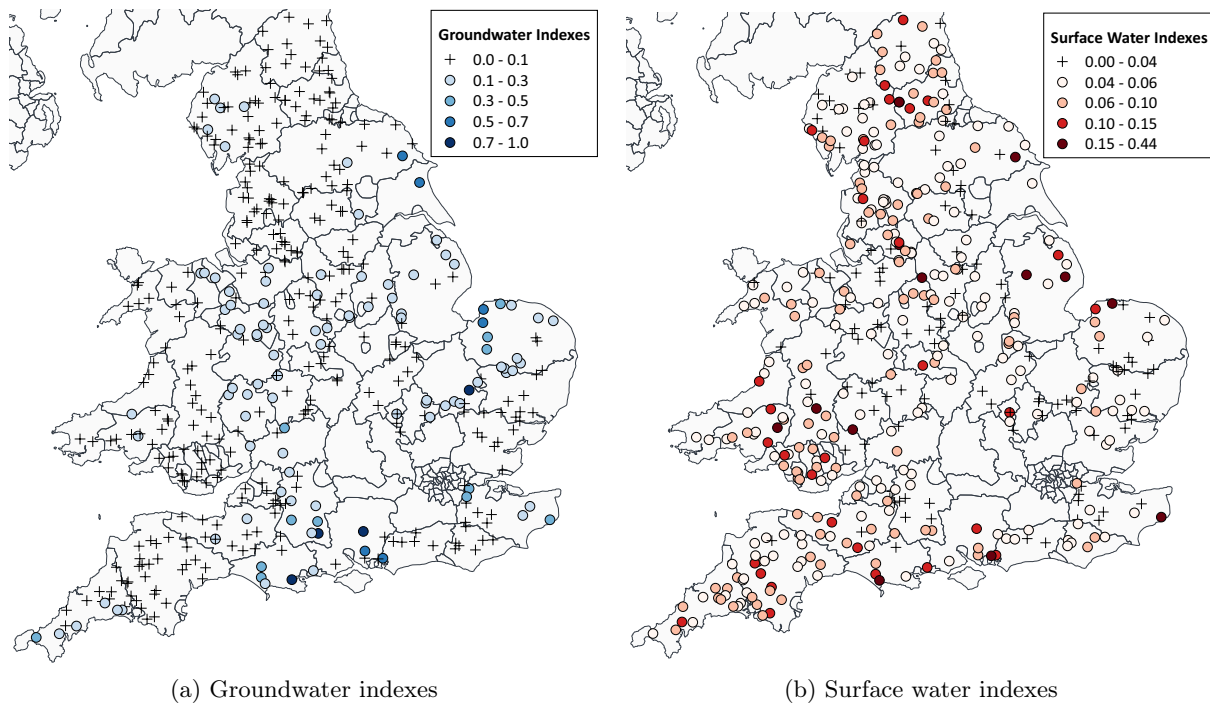 Groundwater Indexes
0.0 - 0.1
0.1 - 0.3
0.3 - 0.5
0.5 - 0.7
0.7 - 1.0
Surface Water Indexes
0.00 - 0.04
0.04 - 0.06
0.06 - 0.10
0.10 - 0.15
0.15 - 0.44
(a) Groundwater indexes
(b) Surface water indexes